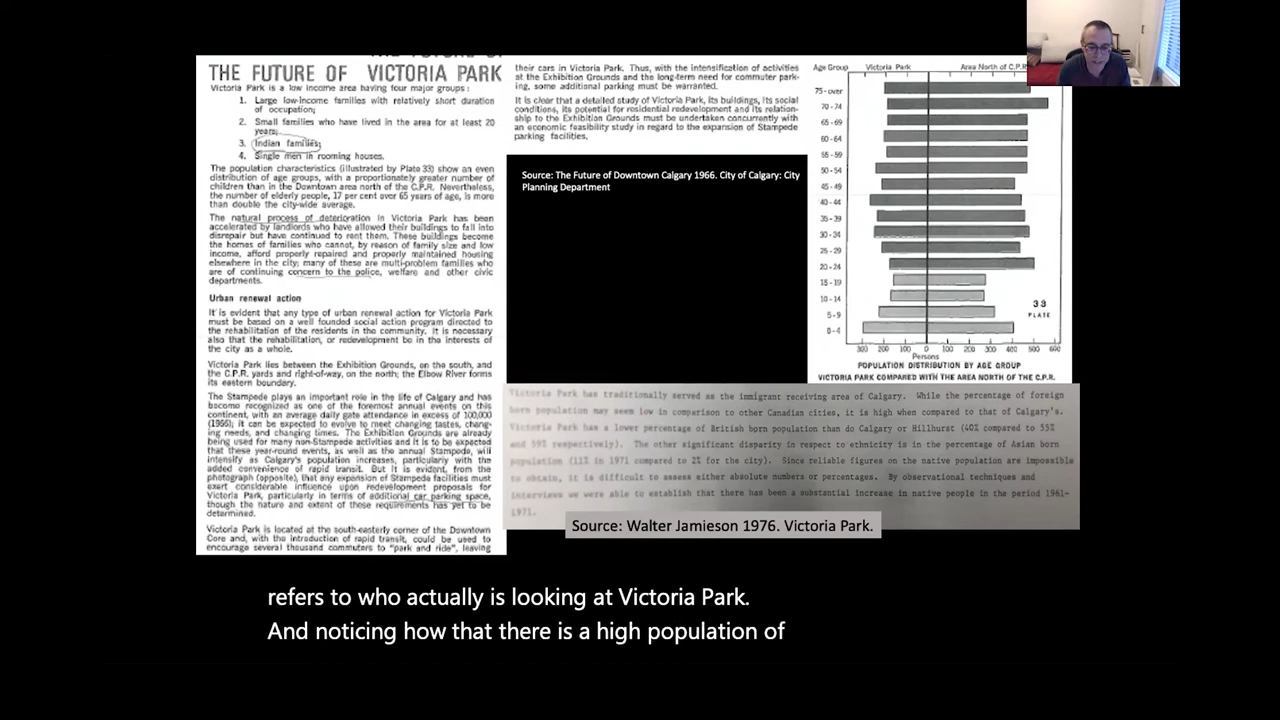 THE FUTURE OF VICTORIA PARK
Victoria Park is a low income area having four major groups:
1. Large low-income families with relatively short duration
of occupation;
2. Small families who have lived in the area for at least 20
years;
3. Indian families;
4. Single men in rooming houses.
The population characteristics (illustrated by Plate 33) show an even
distribution of age groups, with a proportionately greater number of
children than in the Downtown area north of the C.P.R. Nevertheless,
the number of elderly people, 17 per cent over 65 years of age, is more
than double the city-wide average.
The natural process of deterioration in Victoria Park has been
accelerated by landlords who have allowed their buildings to fall into
disrepair but have continued to rent them. These buildings become
the homes of families who cannot, by reason of family size and low
income, afford properly repaired and properly maintained housing
elsewhere in the city; many of these are multi-problem families who
are of continuing concern to the police, welfare and other civic
departments.
Urban renewal action
It is evident that any type of urban renewal action for Victoria Park
must be based on a well founded social action program directed to
the rehabilitation of the residents in the community. It is necessary
also that the rehabilitation, or redevelopment be in the interests of
the city as a whole.
Victoria Park lies between the Exhibition Grounds, on the south, and
the C.P.R. yards and right-of-way, on the north; the Elbow River forms
its eastern boundary.
The Stampede plays an important role in the life of Calgary and has
become recognized as one of the foremost annual events on this
continent, with an average daily gate attendance in excess of 100,000
(1966); it can be expected to evolve to meet changing tastes, chang-
ing needs, and changing times. The Exhibition Grounds are already
being used for many non-Stampede activities and it is to be expected
that these year-round events, as well as the annual Stampede, will
intensify as Calgary's population increases, particularly with the
added convenience of rapid transit. But it is evident, from the
photograph (opposite), that any expansion of Stampede facilities must
exert considerable influence upon redevelopment proposals for
Victoria Park, particularly in terms of additional car parking space,
though the nature and extent of these requirements has yet to be
determined.
Victoria Park is located at the south-easterly corner of the Downtown
Core and, with the introduction of rapid transit, could be used to
encourage several thousand commuters to "park and ride", leaving
their cars in Victoria Park. Thus, with the intensification of activities
at the Exhibition Grounds and the long-term need for commuter park-
ing, some additional parking must be warranted.
It is clear that a detailed study of Victoria Park, its buildings, its social
conditions, its potential for residential redevelopment and its relation-
ship to the Exhibition Grounds must be undertaken concurrently with
an economic feasibility study in regard to the expansion of Stampede
parking facilities.
Source: The Future of Downtown Calgary 1966. City of Calgary: City
Planning Department
Age Group Victoria Park Area North of C.P.R.
75-over
70-74
65-69
60-64
55-59
50-54
45-49
40-44
35-39
30-34
25-29
20-24
15-19
10-14
5-9
0-4
33
PLATE
300 200 100 0 100 200 300 400 500 600
Persons
POPULATION DISTRIBUTION BY AGE GROUP
VICTORIA PARK COMPARED WITH THE AREA NORTH OF THE C.P.R.
Victoria Park has traditionally served as the immigrant receiving area of Calgary. While the percentage of foreign
born population may seem low in comparison to other Canadian cities, it is high when compared to that of Calgary's.
Victoria Park has a lower percentage of British born population than do Calgary or Hillhurst (40% compared to 53%
and 59% respectively). The other significant disparity in respect to ethnicity is in the percentage of Asian born
population (11% in 1971 compared to 2% for the city). Since reliable figures on the native population are impossible
to obtain, it is difficult to assess either absolute numbers or percentages. By observational techniques and
interviews we were able to establish that there has been a substantial increase in native people in the period 1961-
1971.
Source: Walter Jamieson 1976. Victoria Park.
refers to who actually is looking at Victoria Park.
And noticing how that there is a high population of